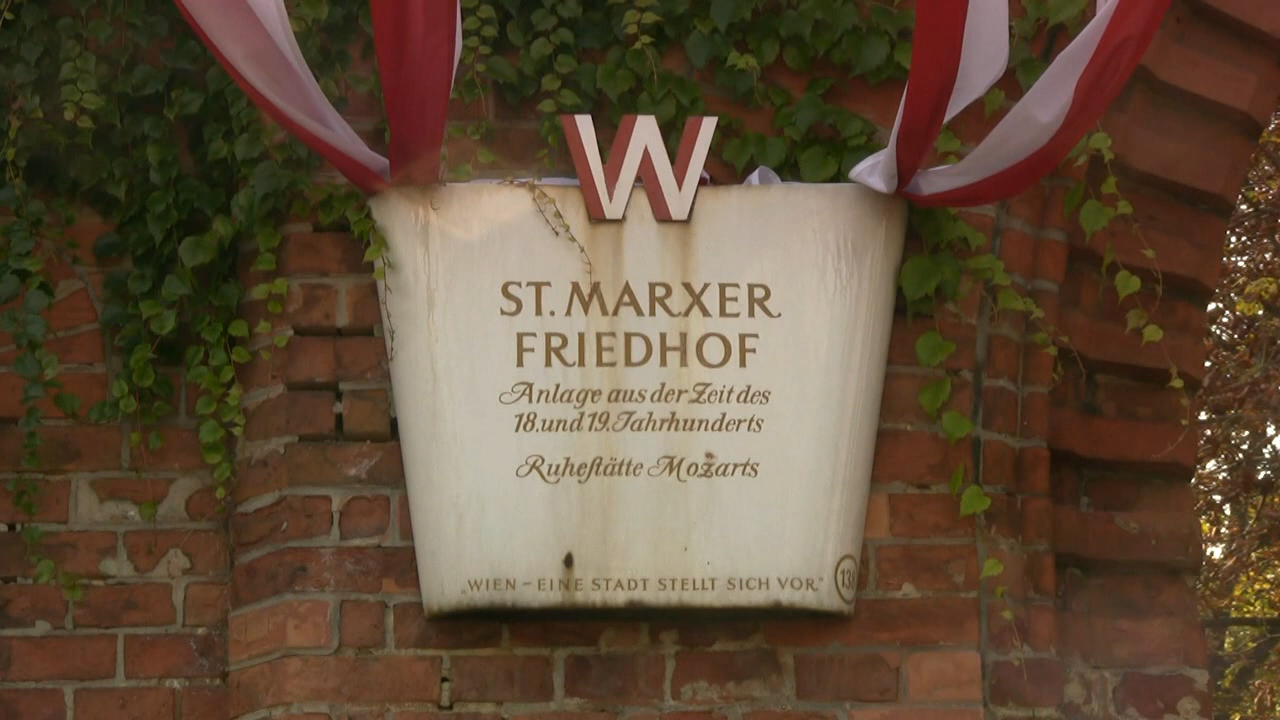 W
ST. MARXER
FRIEDHOF
Anlage aus der Zeit des
18. und 19. Jahrhunderts
Ruhestätte Mozarts
„WIEN – EINE STADT STELLT SICH VOR“